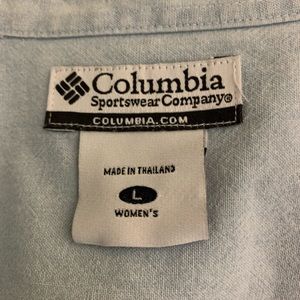 Columbia
Sportswear Company®
COLUMBIA.COM
MADE IN THAILAND
L
WOMEN'S